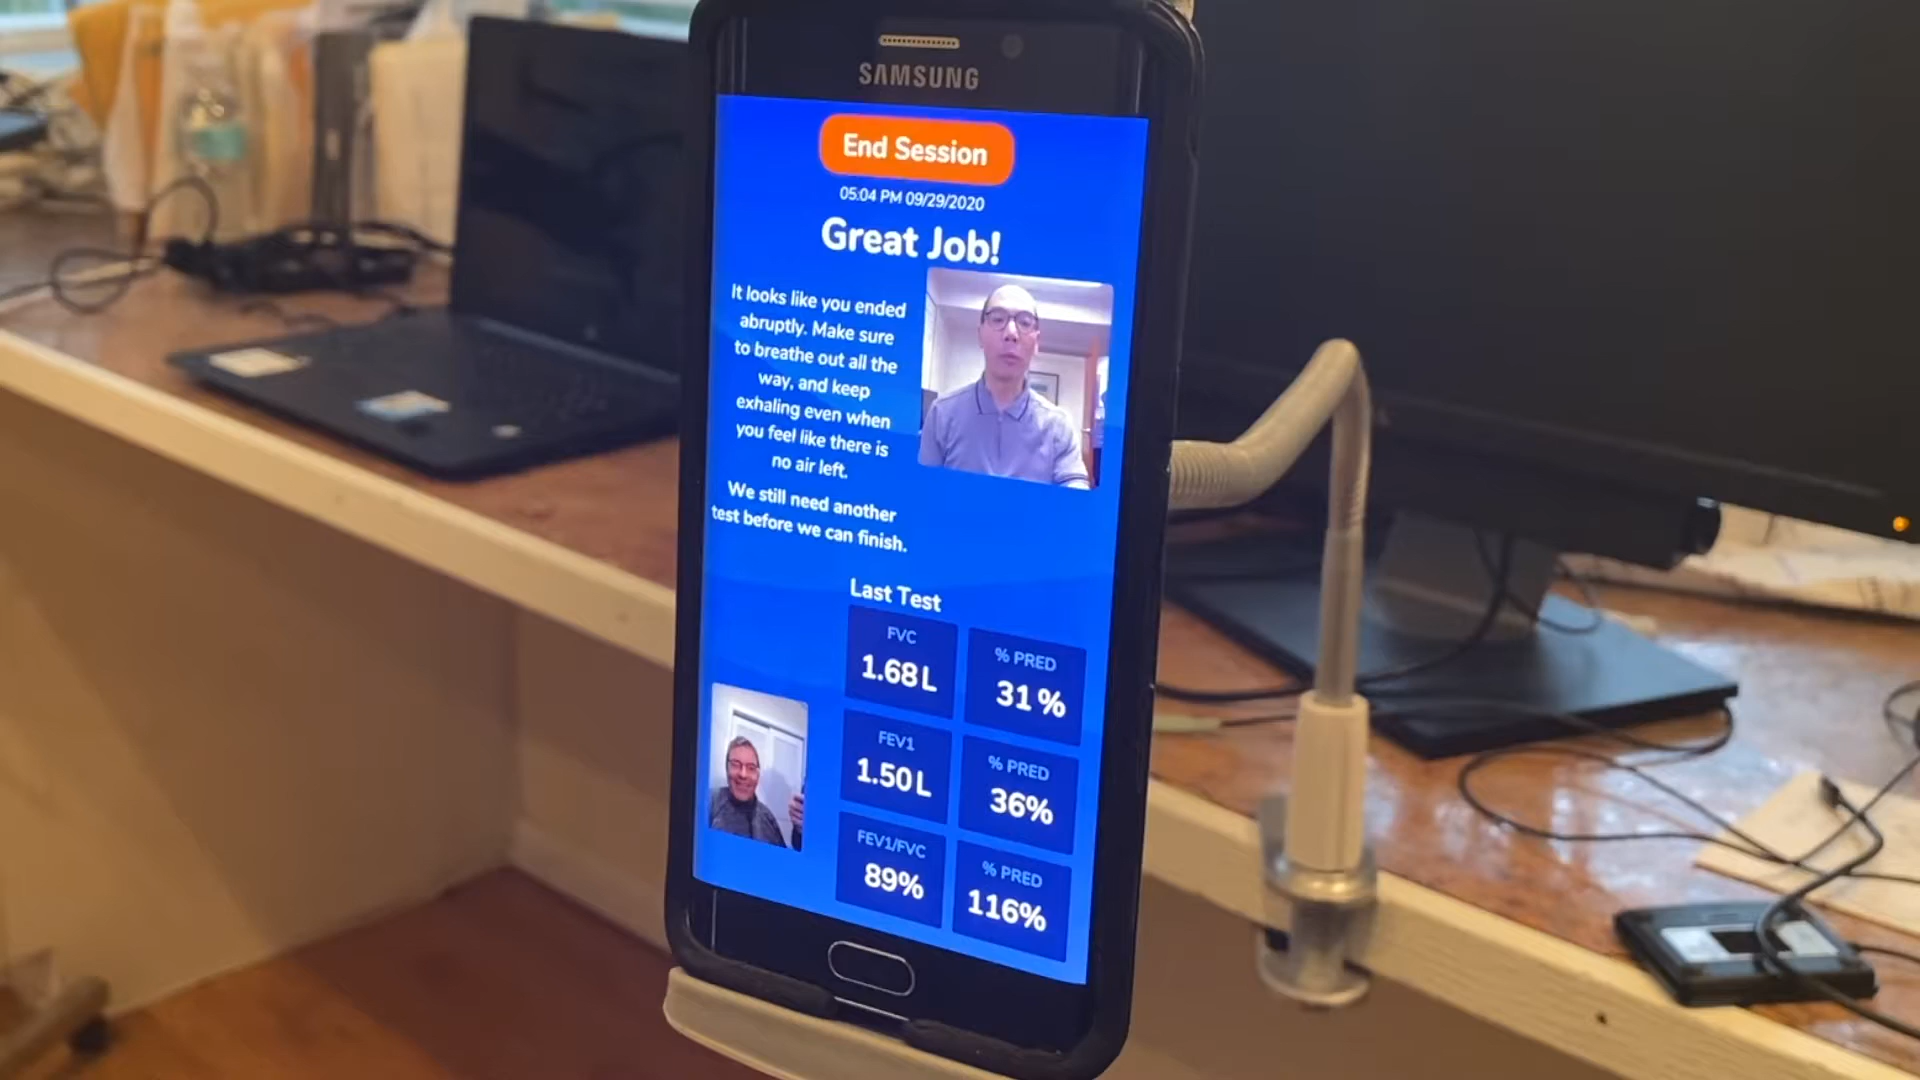 SAMSUNG
End Session
05:04 PM 09/29/2020
Great Job!
It looks like you ended
abruptly. Make sure
to breathe out all the
way, and keep
exhaling even when
you feel like there is
no air left.
We still need another
test before we can finish.
Last Test
FVC
1.68 L
% PRED
31 %
FEV1
1.50 L
% PRED
36%
FEV1/FVC
89%
% PRED
116%